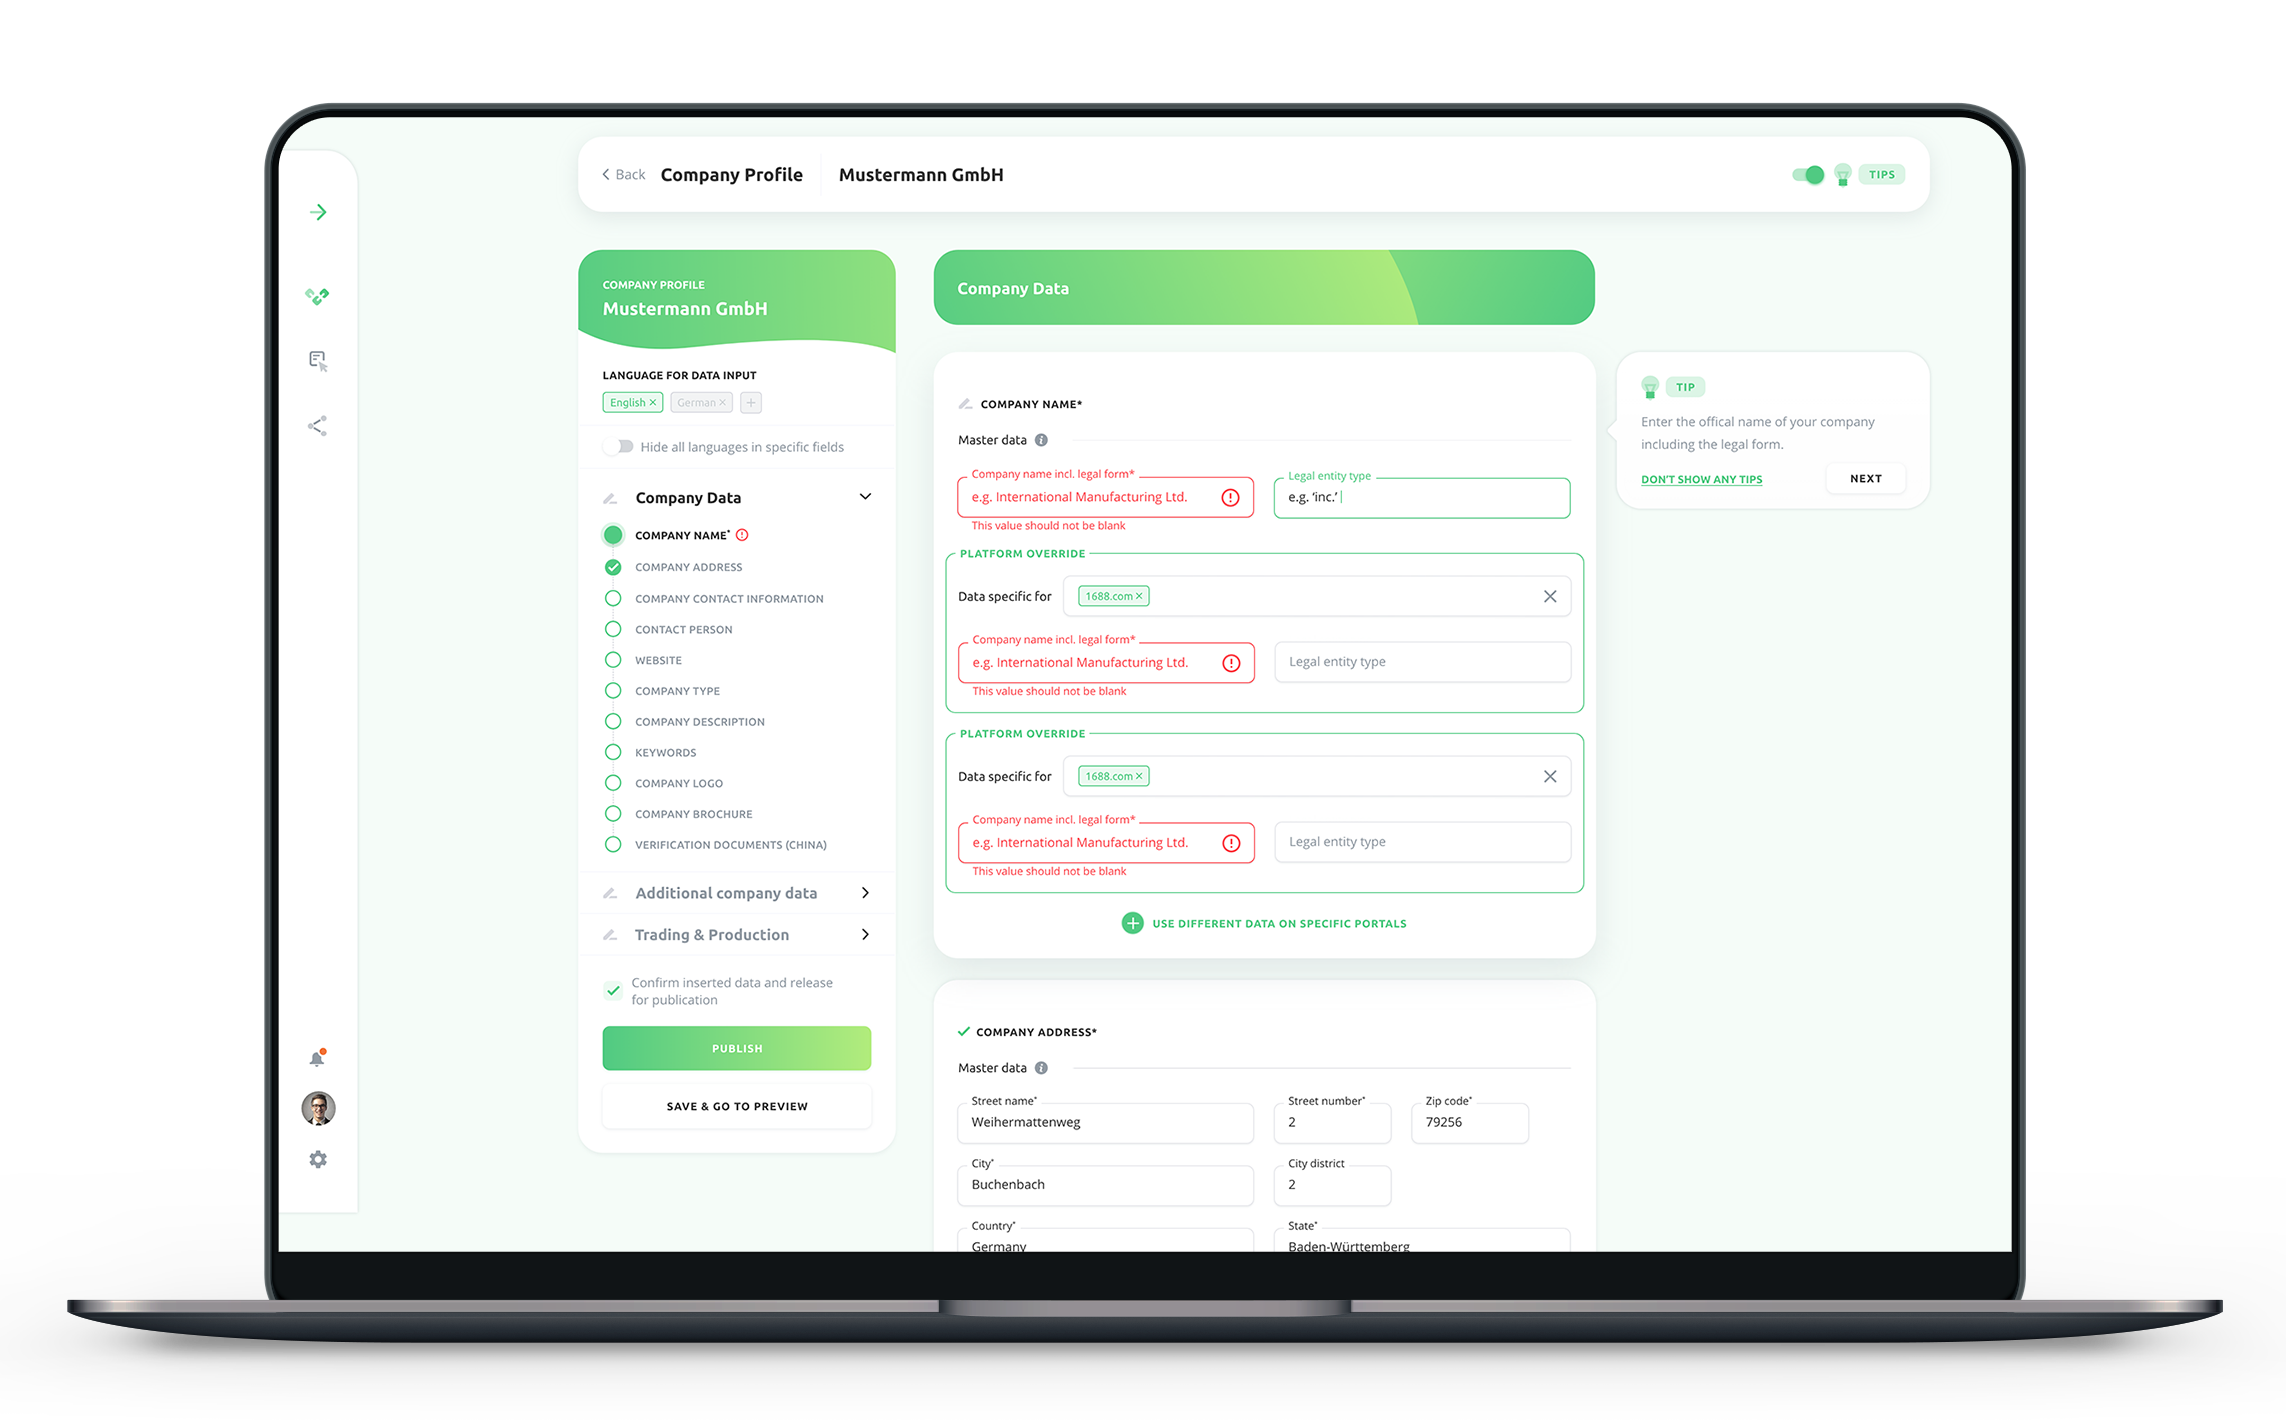 Back
Company Profile
Mustermann GmbH
TIPS
COMPANY PROFILE
Mustermann GmbH
LANGUAGE FOR DATA INPUT
English × German × +
Hide all languages in specific fields
Company Data
COMPANY NAME*
COMPANY ADDRESS
COMPANY CONTACT INFORMATION
CONTACT PERSON
WEBSITE
COMPANY TYPE
COMPANY DESCRIPTION
KEYWORDS
COMPANY LOGO
COMPANY BROCHURE
VERIFICATION DOCUMENTS (CHINA)
Additional company data
Trading & Production
Confirm inserted data and release
for publication
PUBLISH
SAVE & GO TO PREVIEW
Company Data
COMPANY NAME*
Master data
Company name incl. legal form*
e.g. International Manufacturing Ltd.
This value should not be blank
Legal entity type
e.g. ‘inc.’
PLATFORM OVERRIDE
Data specific for
1688.com ×
Company name incl. legal form*
e.g. International Manufacturing Ltd.
This value should not be blank
Legal entity type
PLATFORM OVERRIDE
Data specific for
1688.com ×
Company name incl. legal form*
e.g. International Manufacturing Ltd.
This value should not be blank
Legal entity type
USE DIFFERENT DATA ON SPECIFIC PORTALS
COMPANY ADDRESS*
Master data
Street name*
Weihermattenweg
Street number*
2
Zip code*
79256
City*
Buchenbach
City district
2
Country*
Germany
State*
Baden-Württemberg
TIP
Enter the offical name of your company
including the legal form.
DON'T SHOW ANY TIPS
NEXT